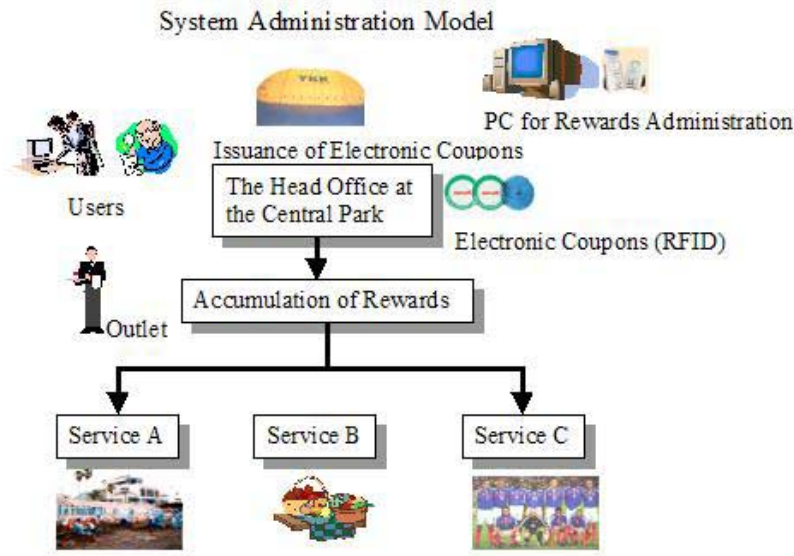 System Administration Model
YKK
PC for Rewards Administration
Issuance of Electronic Coupons
Users
The Head Office at
the Central Park
Electronic Coupons (RFID)
Accumulation of Rewards
Outlet
Service A
Service B
Service C